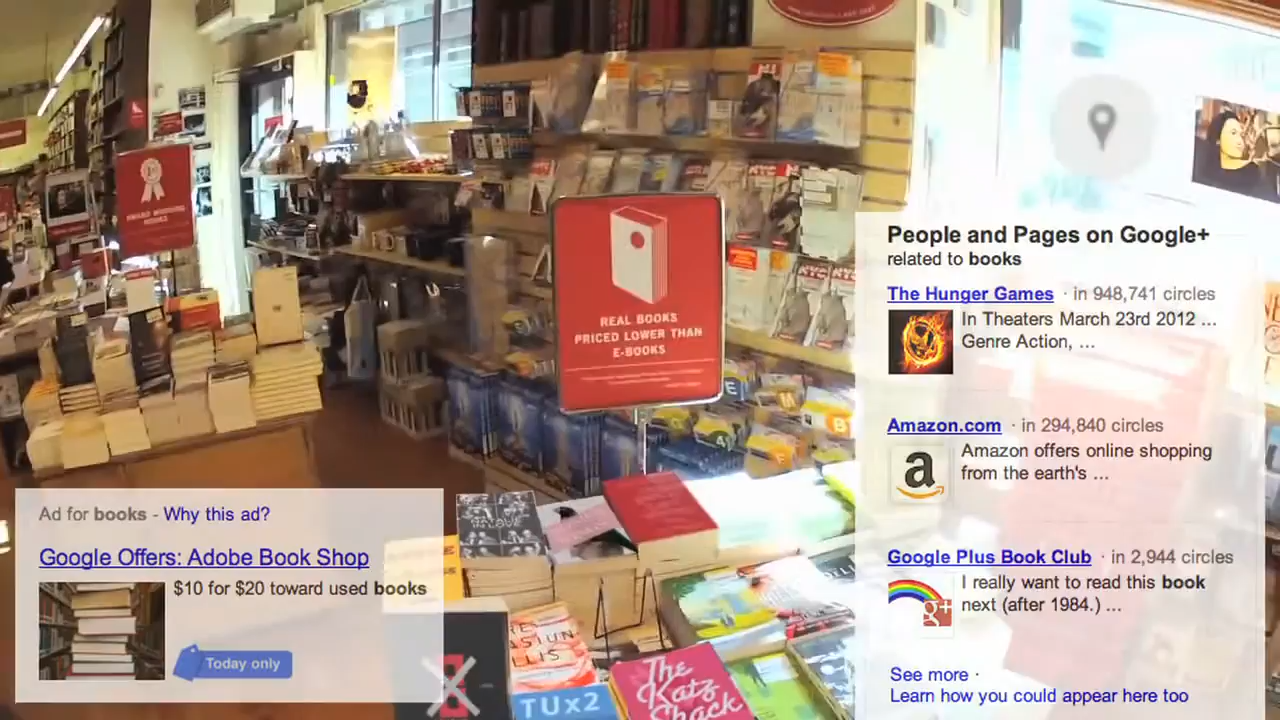 AWARD WINNING
BOOKS
REAL BOOKS
PRICED LOWER THAN
E-BOOKS
People and Pages on Google+
related to books
The Hunger Games · in 948,741 circles
In Theaters March 23rd 2012 ...
Genre Action, ...
Amazon.com · in 294,840 circles
a
Amazon offers online shopping
from the earth's ...
Google Plus Book Club · in 2,944 circles
g+
I really want to read this book
next (after 1984.) ...
See more ·
Learn how you could appear here too
Ad for books - Why this ad?
Google Offers: Adobe Book Shop
$10 for $20 toward used books
Today only
TUx2
The
Katz
Shack